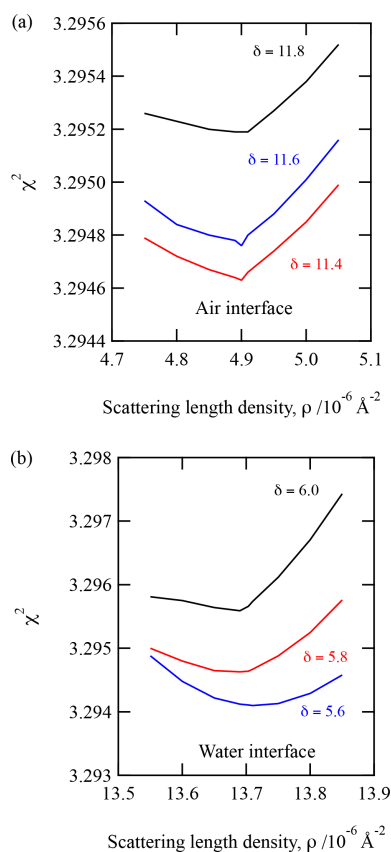 (a)
3.2956
3.2954
3.2952
3.2950
3.2948
3.2946
3.2944
χ²
δ = 11.8
δ = 11.6
δ = 11.4
Air interface
4.7 4.8 4.9 5.0 5.1
Scattering length density, ρ /10⁻⁶ Å⁻²
(b)
3.298
3.297
3.296
3.295
3.294
3.293
χ²
δ = 6.0
δ = 5.8
δ = 5.6
Water interface
13.5 13.6 13.7 13.8 13.9
Scattering length density, ρ /10⁻⁶ Å⁻²